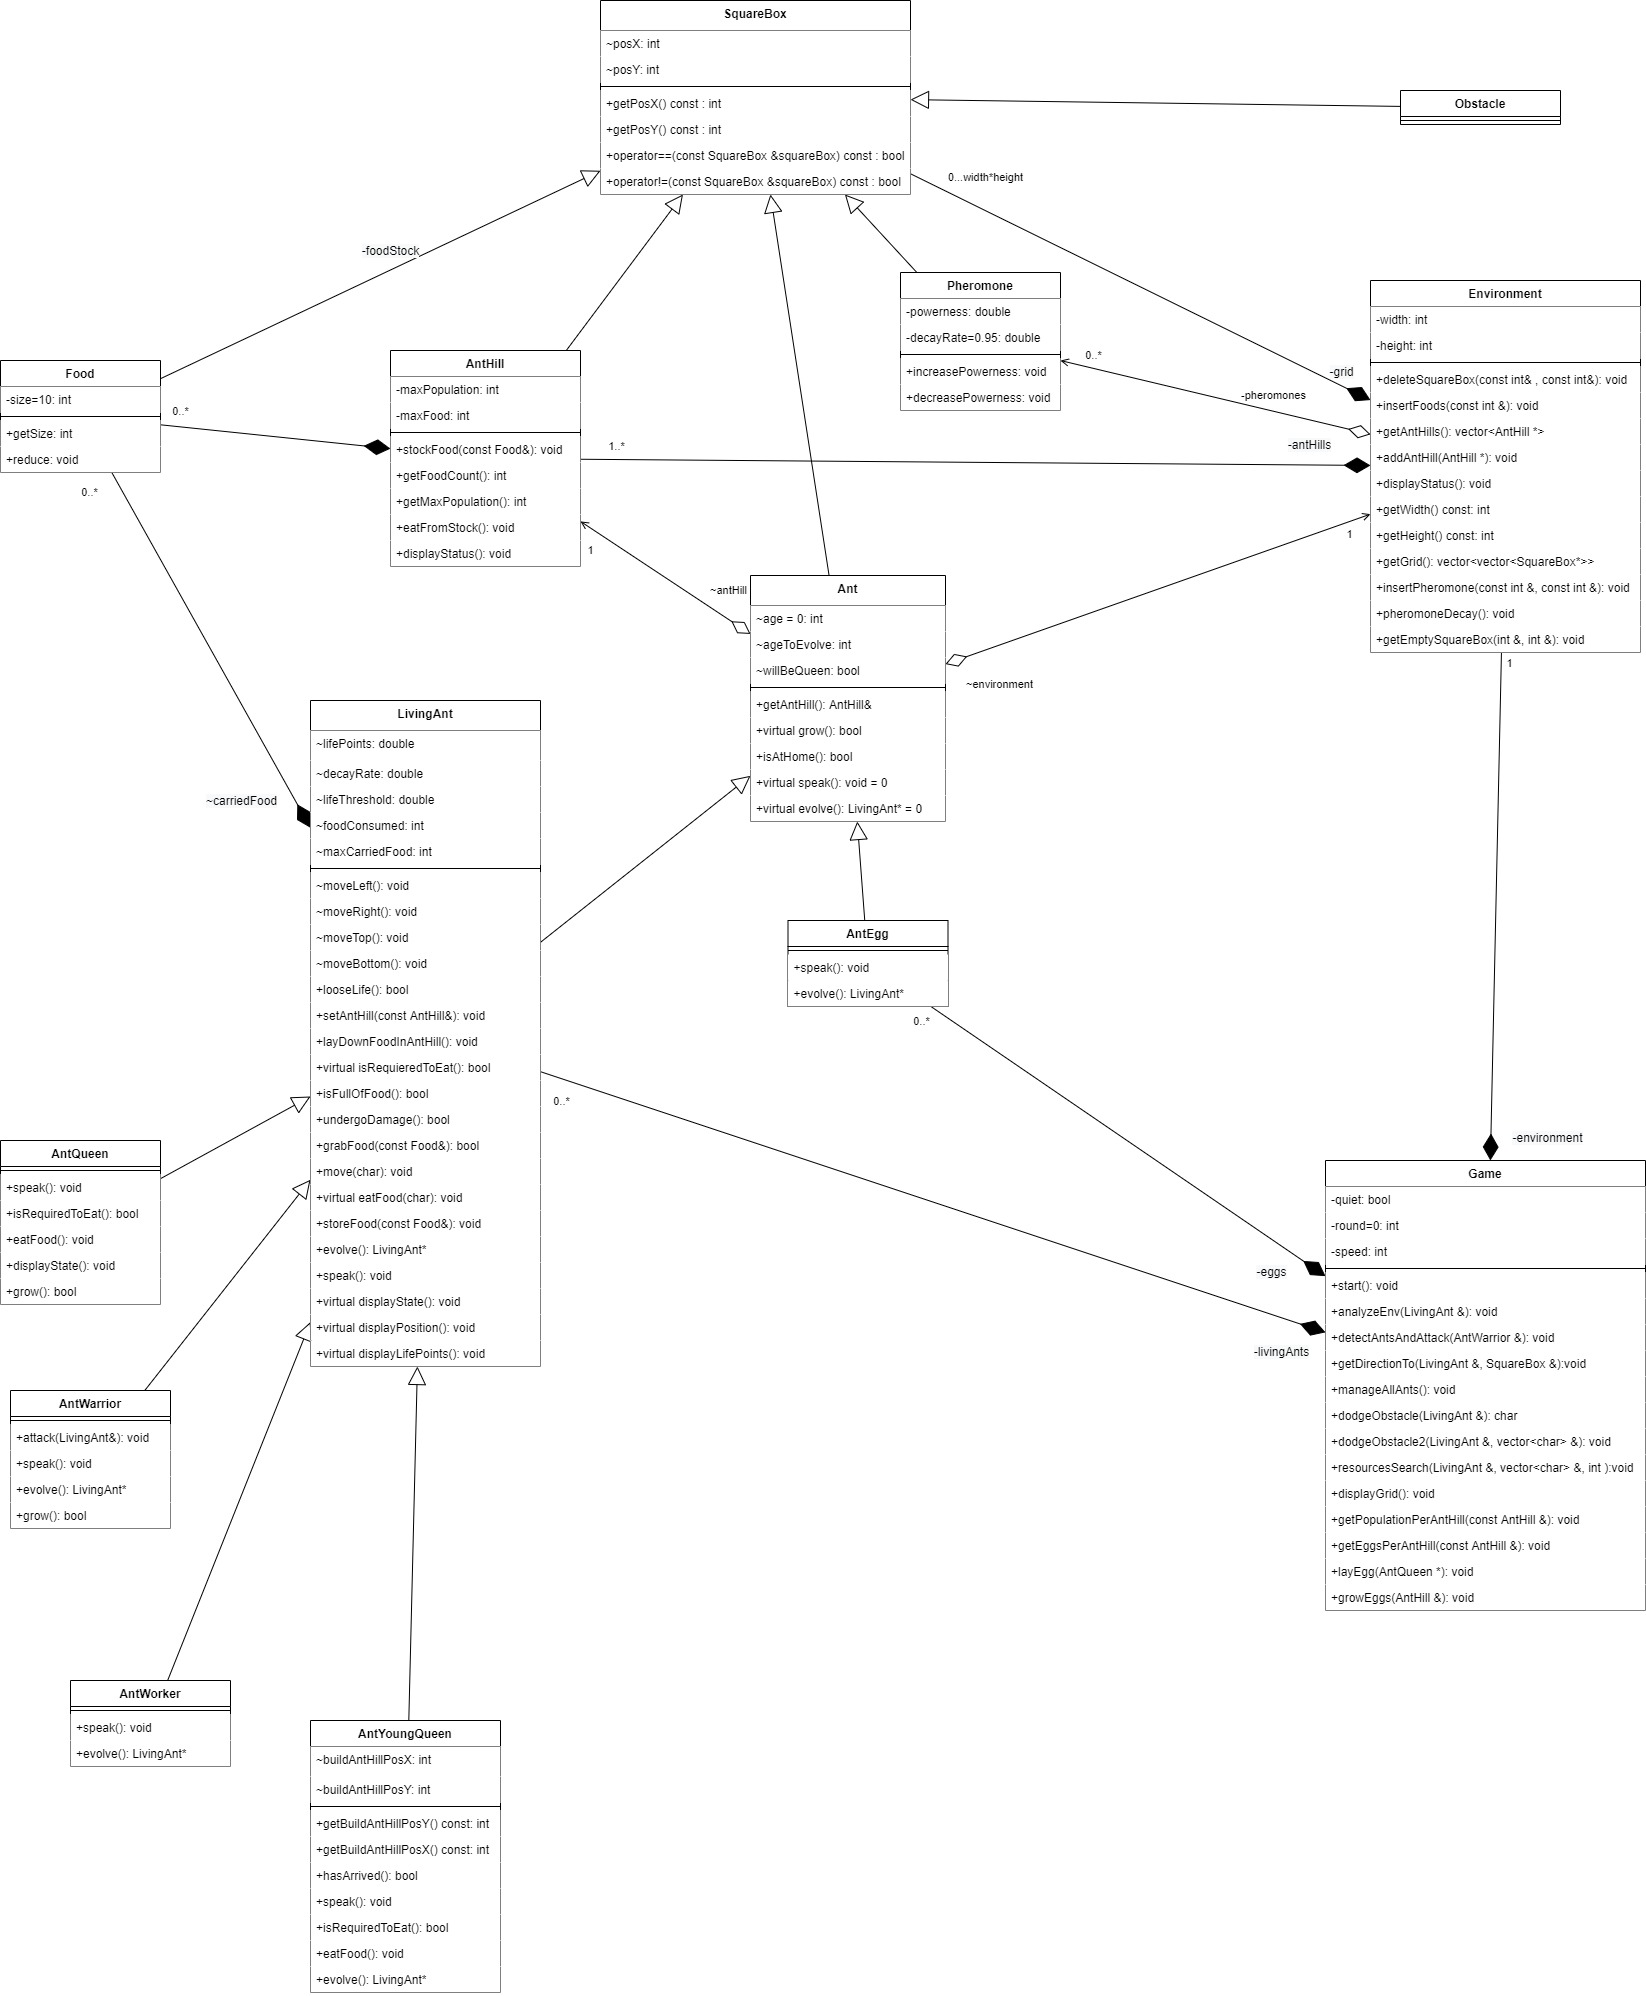 SquareBox
~posX: int
~posY: int
+getPosX() const : int
+getPosY() const : int
+operator==(const SquareBox &squareBox) const : bool
+operator!=(const SquareBox &squareBox) const : bool
Obstacle
0...width*height
-foodStock
Pheromone
-powerness: double
-decayRate=0.95: double
+increasePowerness: void
+decreasePowerness: void
0..*
-pheromones
-grid
Environment
-width: int
-height: int
+deleteSquareBox(const int& , const int&): void
+insertFoods(const int &): void
+getAntHills(): vector<AntHill *>
+addAntHill(AntHill *): void
+displayStatus(): void
+getWidth() const: int
+getHeight() const: int
+getGrid(): vector<vector<SquareBox*>>
+insertPheromone(const int &, const int &): void
+pheromoneDecay(): void
+getEmptySquareBox(int &, int &): void
Food
-size=10: int
+getSize: int
+reduce: void
0..*
0..*
AntHill
-maxPopulation: int
-maxFood: int
+stockFood(const Food&): void
+getFoodCount(): int
+getMaxPopulation(): int
+eatFromStock(): void
+displayStatus(): void
1..*
-antHills
1
~antHill
1
~environment
Ant
~age = 0: int
~ageToEvolve: int
~willBeQueen: bool
+getAntHill(): AntHill&
+virtual grow(): bool
+isAtHome(): bool
+virtual speak(): void = 0
+virtual evolve(): LivingAnt* = 0
~carriedFood
LivingAnt
~lifePoints: double
~decayRate: double
~lifeThreshold: double
~foodConsumed: int
~maxCarriedFood: int
~moveLeft(): void
~moveRight(): void
~moveTop(): void
~moveBottom(): void
+looseLife(): bool
+setAntHill(const AntHill&): void
+layDownFoodInAntHill(): void
+virtual isRequieredToEat(): bool
+isFullOfFood(): bool
+undergoDamage(): bool
+grabFood(const Food&): bool
+move(char): void
+virtual eatFood(char): void
+storeFood(const Food&): void
+evolve(): LivingAnt*
+speak(): void
+virtual displayState(): void
+virtual displayPosition(): void
+virtual displayLifePoints(): void
AntEgg
+speak(): void
+evolve(): LivingAnt*
0..*
0..*
1
-environment
-eggs
-livingAnts
Game
-quiet: bool
-round=0: int
-speed: int
+start(): void
+analyzeEnv(LivingAnt &): void
+detectAntsAndAttack(AntWarrior &): void
+getDirectionTo(LivingAnt &, SquareBox &):void
+manageAllAnts(): void
+dodgeObstacle(LivingAnt &): char
+dodgeObstacle2(LivingAnt &, vector<char> &): void
+resourcesSearch(LivingAnt &, vector<char> &, int ):void
+displayGrid(): void
+getPopulationPerAntHill(const AntHill &): void
+getEggsPerAntHill(const AntHill &): void
+layEgg(AntQueen *): void
+growEggs(AntHill &): void
AntQueen
+speak(): void
+isRequiredToEat(): bool
+eatFood(): void
+displayState(): void
+grow(): bool
AntWarrior
+attack(LivingAnt&): void
+speak(): void
+evolve(): LivingAnt*
+grow(): bool
AntWorker
+speak(): void
+evolve(): LivingAnt*
AntYoungQueen
~buildAntHillPosX: int
~buildAntHillPosY: int
+getBuildAntHillPosY() const: int
+getBuildAntHillPosX() const: int
+hasArrived(): bool
+speak(): void
+isRequiredToEat(): bool
+eatFood(): void
+evolve(): LivingAnt*